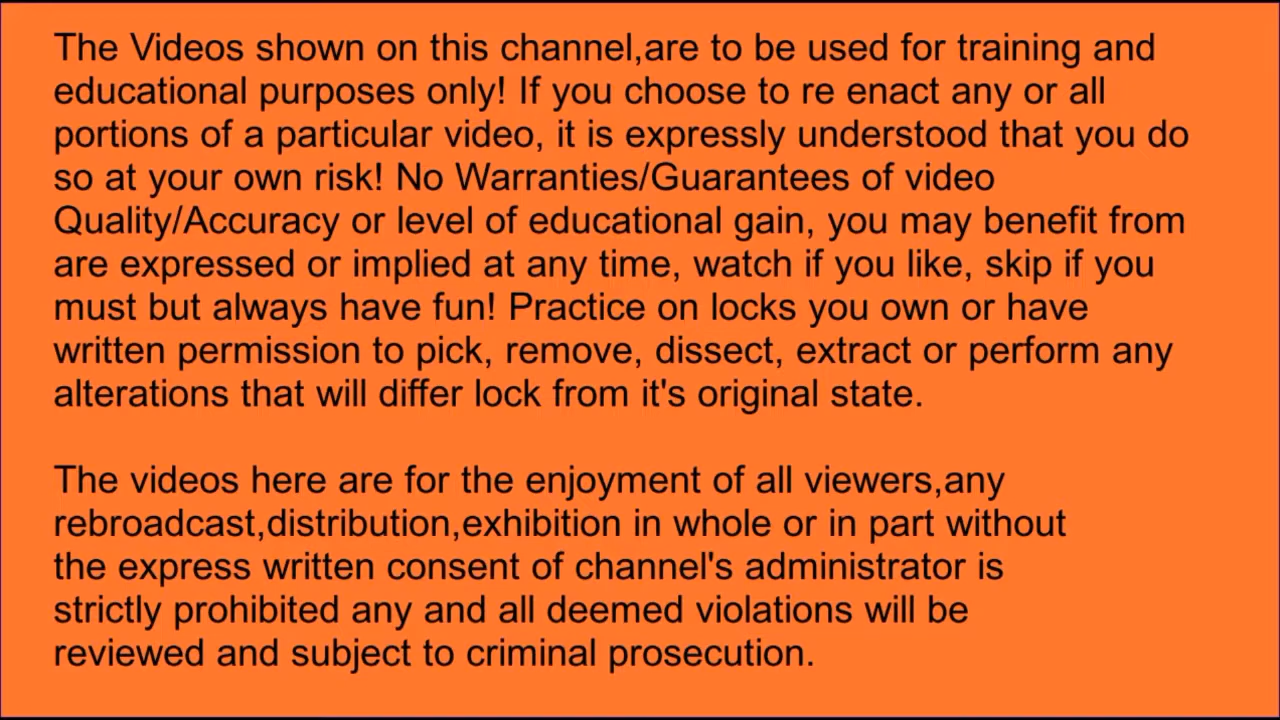 The Videos shown on this channel,are to be used for training and
educational purposes only! If you choose to re enact any or all
portions of a particular video, it is expressly understood that you do
so at your own risk! No Warranties/Guarantees of video
Quality/Accuracy or level of educational gain, you may benefit from
are expressed or implied at any time, watch if you like, skip if you
must but always have fun! Practice on locks you own or have
written permission to pick, remove, dissect, extract or perform any
alterations that will differ lock from it's original state.
The videos here are for the enjoyment of all viewers,any
rebroadcast,distribution,exhibition in whole or in part without
the express written consent of channel's administrator is
strictly prohibited any and all deemed violations will be
reviewed and subject to criminal prosecution.